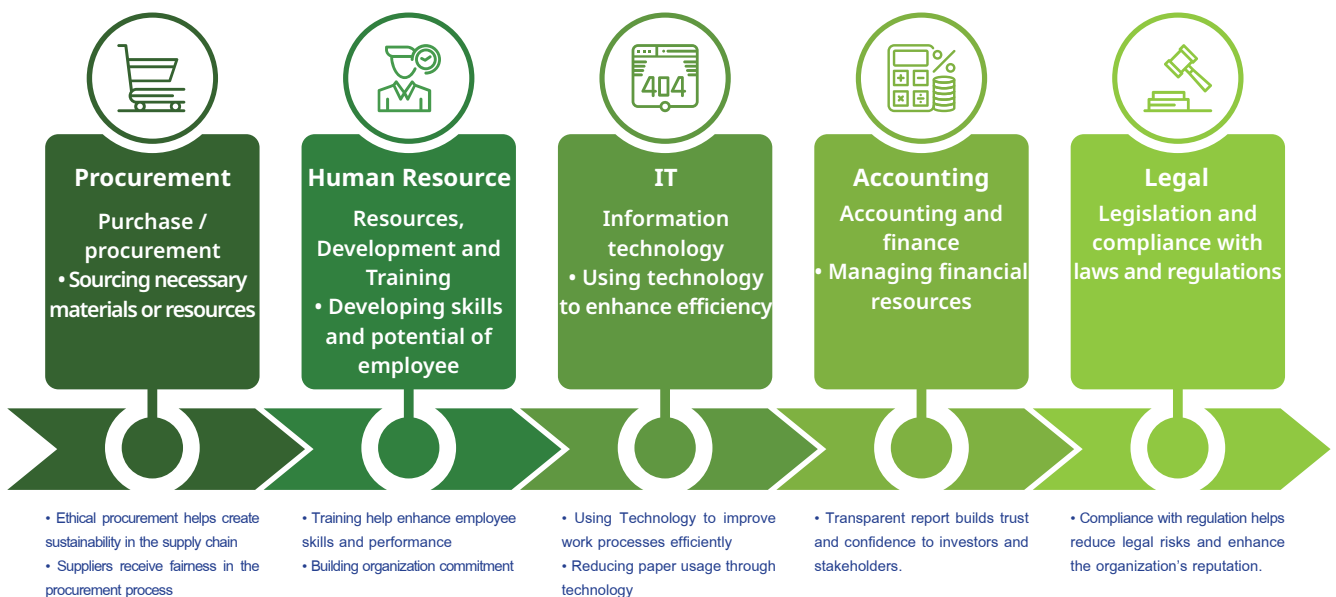 404
Procurement
Purchase /
procurement
• Sourcing necessary
materials or resources
Human Resource
Resources,
Development and
Training
• Developing skills
and potential of
employee
IT
Information
technology
• Using technology
to enhance efficiency
Accounting
Accounting and
finance
• Managing financial
resources
Legal
Legislation and
compliance with
laws and regulations
• Ethical procurement helps create
sustainability in the supply chain
• Suppliers receive fairness in the
procurement process
• Training help enhance employee
skills and performance
• Building organization commitment
• Using Technology to improve
work processes efficiently
• Reducing paper usage through
technology
• Transparent report builds trust
and confidence to investors and
stakeholders.
• Compliance with regulation helps
reduce legal risks and enhance
the organization’s reputation.